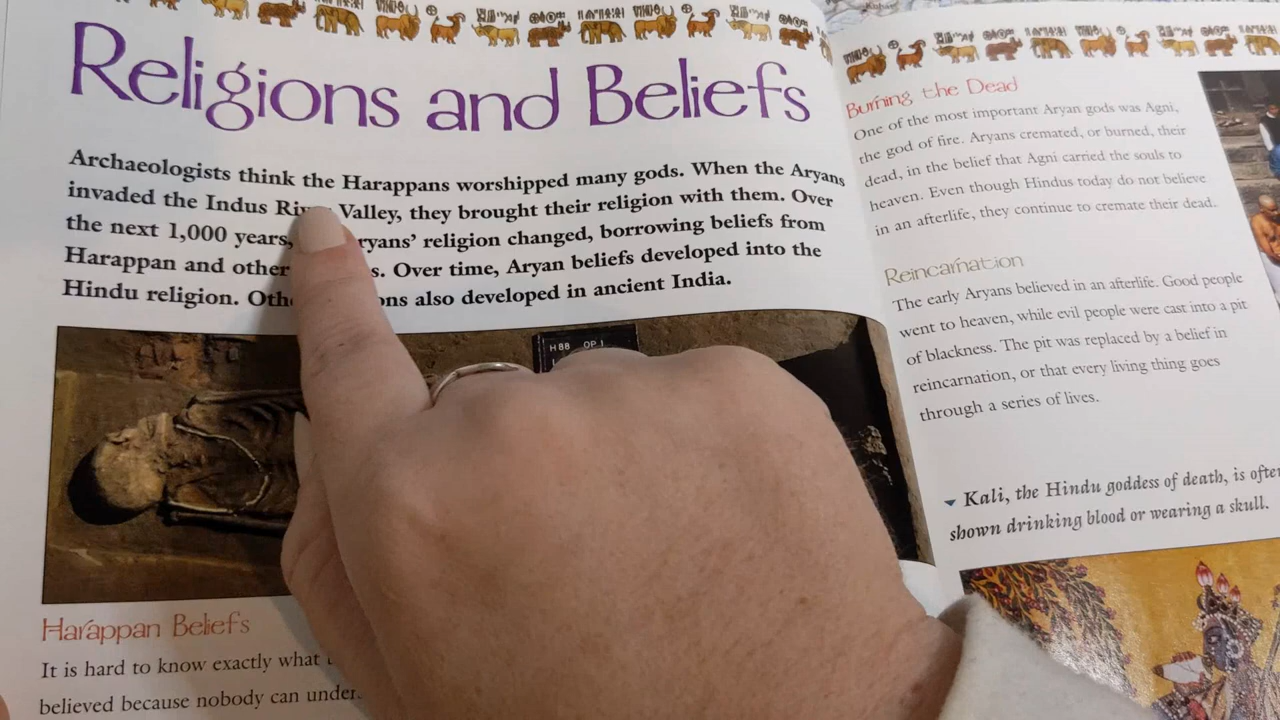 Religions and Beliefs
Archaeologists think the Harappans worshipped many gods. When the Aryans
invaded the Indus River Valley, they brought their religion with them. Over
the next 1,000 years, ryans' religion changed, borrowing beliefs from
Harappan and other s. Over time, Aryan beliefs developed into the
Hindu religion. Oth ons also developed in ancient India.
H88 OP I
Harappan Beliefs
It is hard to know exactly what
believed because nobody can under
Burning the Dead
One of the most important Aryan gods was Agni,
the god of fire. Aryans cremated, or burned, their
dead, in the belief that Agni carried the souls to
heaven. Even though Hindus today do not believe
in an afterlife, they continue to cremate their dead.
Reincarnation
The early Aryans believed in an afterlife. Good people
went to heaven, while evil people were cast into a pit
of blackness. The pit was replaced by a belief in
reincarnation, or that every living thing goes
through a series of lives.
Kali, the Hindu goddess of death, is often
shown drinking blood or wearing a skull.